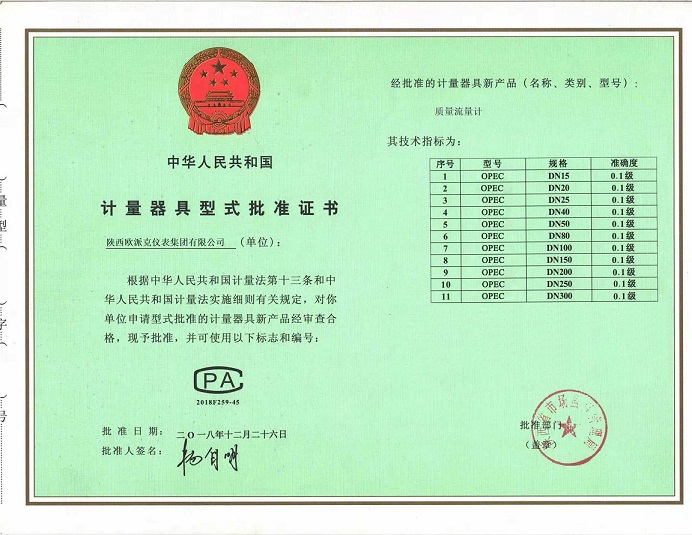 中华人民共和国
计量器具型式批准证书
陕西欧派克仪表集团有限公司 (单位):
根据中华人民共和国计量法第十三条和中
华人民共和国计量法实施细则有关规定，对你
单位申请型式批准的计量器具新产品经审查合
格，现予批准，并可使用以下标志和编号:
CPA
2018F259-45
批准日期: 二〇一八年十二月二十六日
批准人签名:
经批准的计量器具新产品（名称、类别、型号）:
质量流量计
其技术指标为:
序号 型号 规格 准确度
1 OPEC DN15 0.1级
2 OPEC DN20 0.1级
3 OPEC DN25 0.1级
4 OPEC DN40 0.1级
5 OPEC DN50 0.1级
6 OPEC DN80 0.1级
7 OPEC DN100 0.1级
8 OPEC DN150 0.1级
9 OPEC DN200 0.1级
10 OPEC DN250 0.1级
11 OPEC DN300 0.1级
批准部门
(盖章)
量
型
字
号